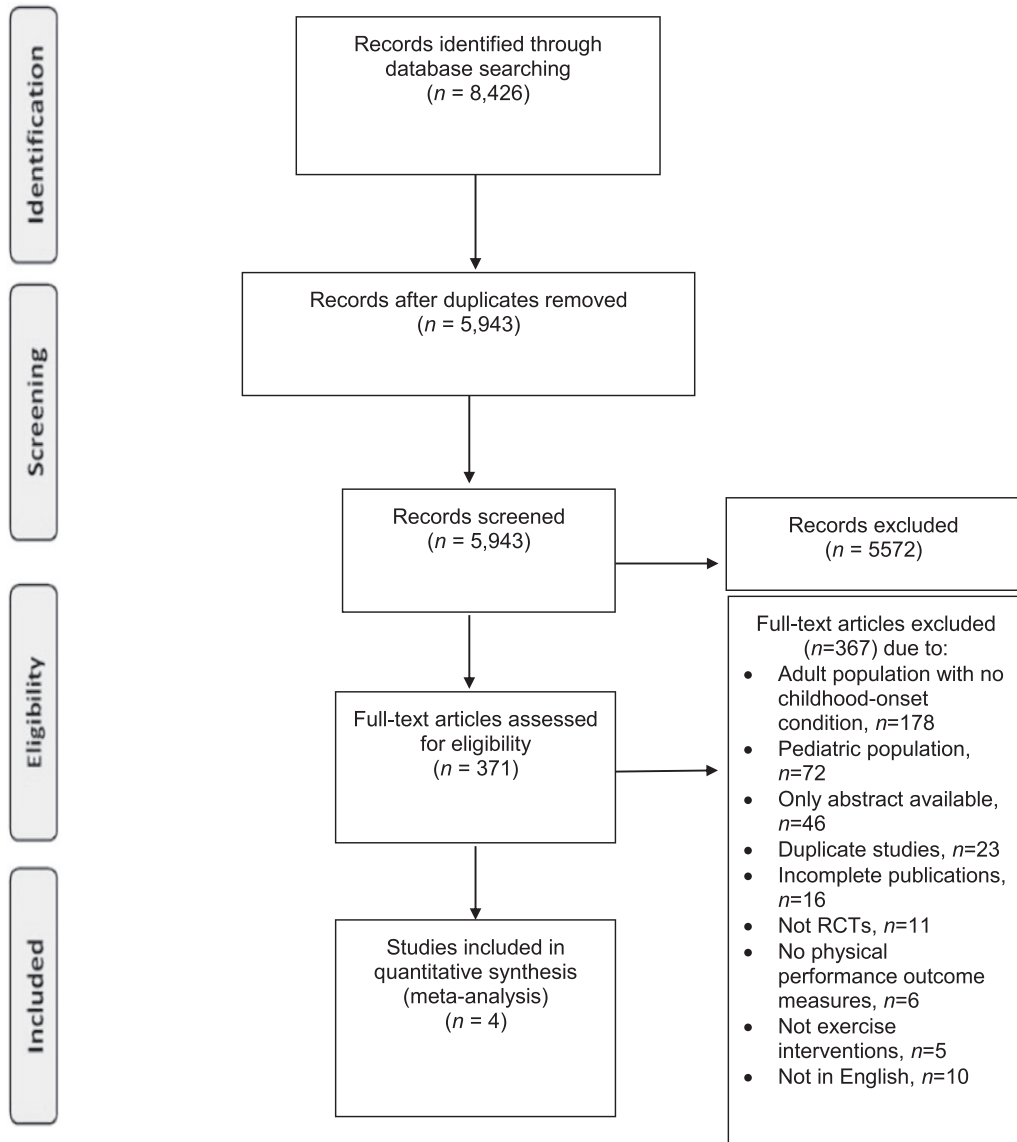 Identification
Records identified through
database searching
(n = 8,426)
Screening
Records after duplicates removed
(n = 5,943)
Records screened
(n = 5,943)
Records excluded
(n = 5572)
Eligibility
Full-text articles assessed
for eligibility
(n = 371)
Full-text articles excluded
(n=367) due to:
• Adult population with no
childhood-onset
condition, n=178
• Pediatric population,
n=72
• Only abstract available,
n=46
• Duplicate studies, n=23
• Incomplete publications,
n=16
• Not RCTs, n=11
• No physical
performance outcome
measures, n=6
• Not exercise
interventions, n=5
• Not in English, n=10
Included
Studies included in
quantitative synthesis
(meta-analysis)
(n = 4)